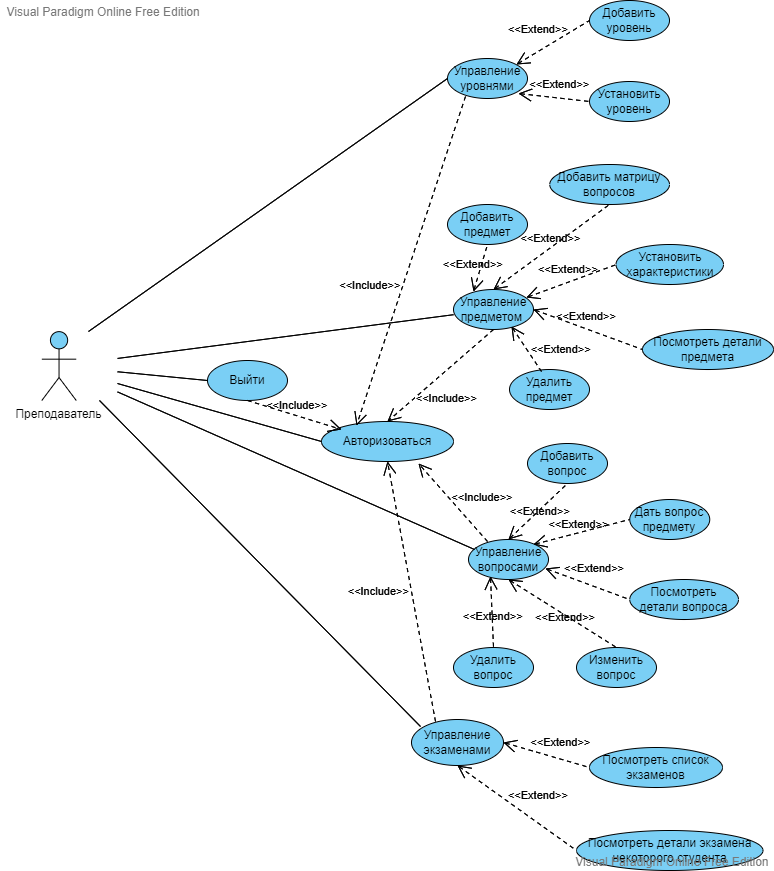 Visual Paradigm Online Free Edition
Добавить
уровень
<<Extend>>
Управление
уровнями
<<Extend>>
Установить
уровень
Добавить матрицу
вопросов
Добавить
предмет
<<Extend>>
Установить
характеристики
<<Extend>>
<<Extend>>
<<Include>>
Управление
предметом
<<Extend>>
Посмотреть детали
предмета
<<Extend>>
Выйти
Удалить
предмет
<<Include>>
<<Include>>
Преподаватель
Авторизоваться
Добавить
вопрос
<<Include>>
<<Extend>>
Дать вопрос
предмету
<<Extend>>
Управление
вопросами
<<Extend>>
Посмотреть
детали вопроса
<<Include>>
<<Extend>>
<<Extend>>
Удалить
вопрос
Изменить
вопрос
Управление
экзаменами
<<Extend>>
Посмотреть список
экзаменов
<<Extend>>
Посмотреть детали экзамена
некоторого студента
Visual Paradigm Online Free Edition